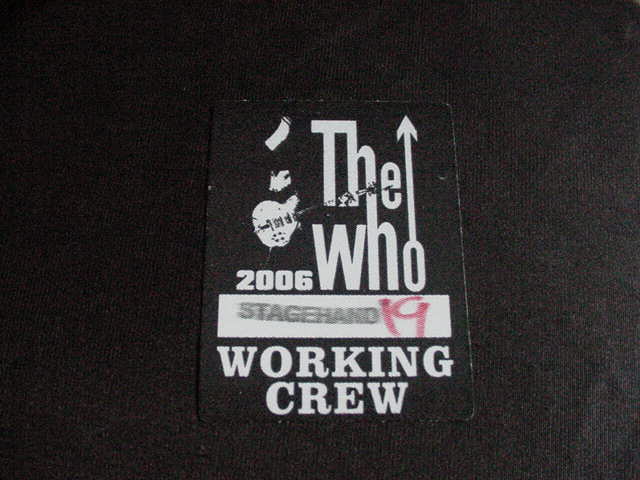 The
Who
2006
STAGEHAND 19
WORKING
CREW